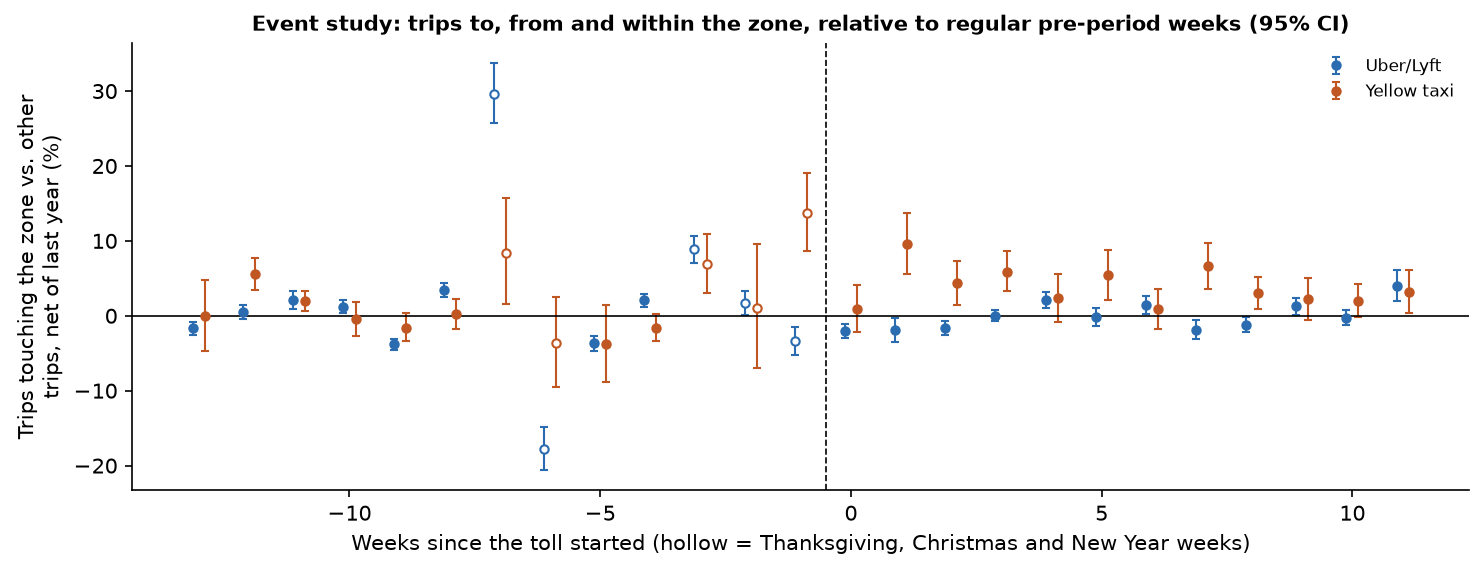 Event study: trips to, from and within the zone, relative to regular pre-period weeks (95% CI)
Uber/Lyft
Yellow taxi
Trips touching the zone vs. other
trips, net of last year (%)
30
20
10
0
−10
−20
−10
−5
0
5
10
Weeks since the toll started (hollow = Thanksgiving, Christmas and New Year weeks)